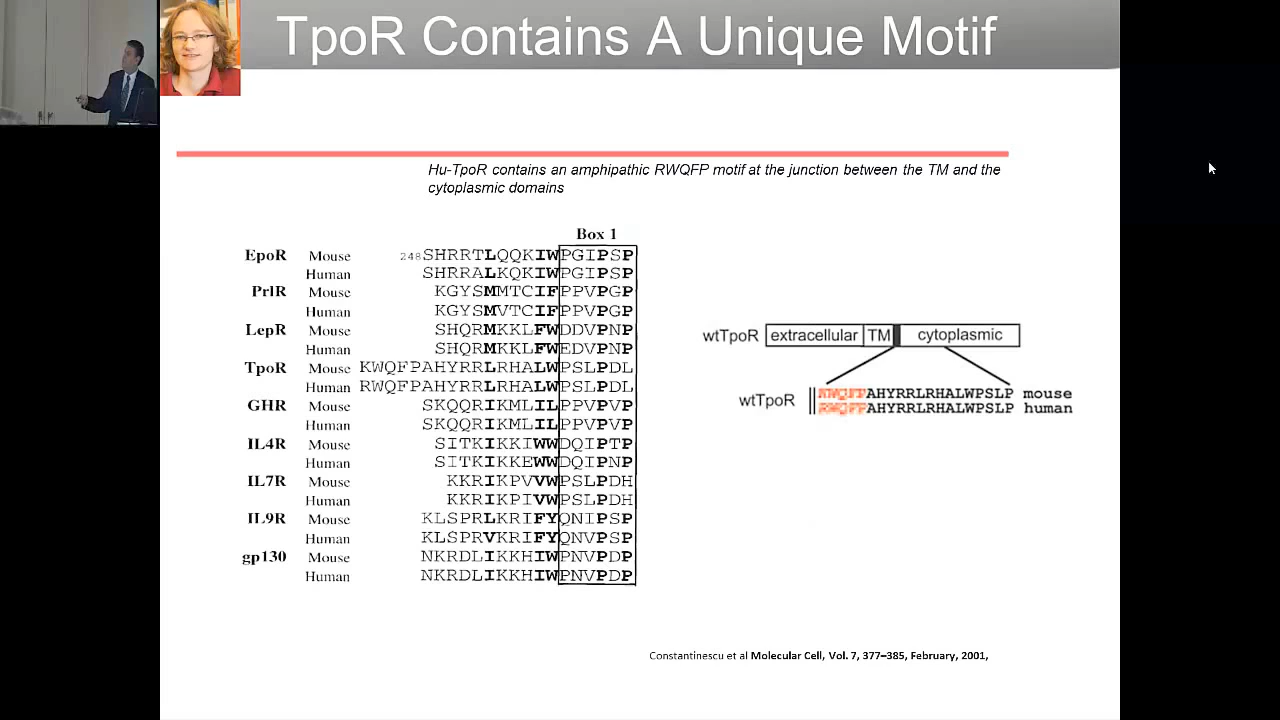 TpoR Contains A Unique Motif
Hu-TpoR contains an amphipathic RWQFP motif at the junction between the TM and the
cytoplasmic domains
Box 1
EpoR Mouse 248SHRRTLQQKIWPGIPSP
Human SHRRALKQKIWPGIPSP
PrlR Mouse KGYSMMTCIFPPVPGP
Human KGYSMVTCIFPPVPGP
LepR Mouse SHQRMKKLFWDDVPNP
Human SHQRMKKLFWEDVPNP
TpoR Mouse KWQFPAHYRRLRHALWPSLPDL
Human RWQFPAHYRRLRHALWPSLPDL
GHR Mouse SKQQRIKMLILPPVPVP
Human SKQQRIKMLILPPVPVP
IL4R Mouse SITKIKKIWWDQIPTP
Human SITKIKKEWWDQIPNP
IL7R Mouse KKRIKPVVWPSLPDH
Human KKRIKPIVWPSLPDH
IL9R Mouse KLSPRLKRIFYQNIPSP
Human KLSPRVKRIFYQNVPSP
gp130 Mouse NKRDLIKKHIWPNVPDP
Human NKRDLIKKHIWPNVPDP
wtTpoR extracellular TM cytoplasmic
wtTpoR
KWQFPAHYRRLRHALWPSLP mouse
RWQFPAHYRRLRHALWPSLP human
Constantinescu et al Molecular Cell, Vol. 7, 377–385, February, 2001,